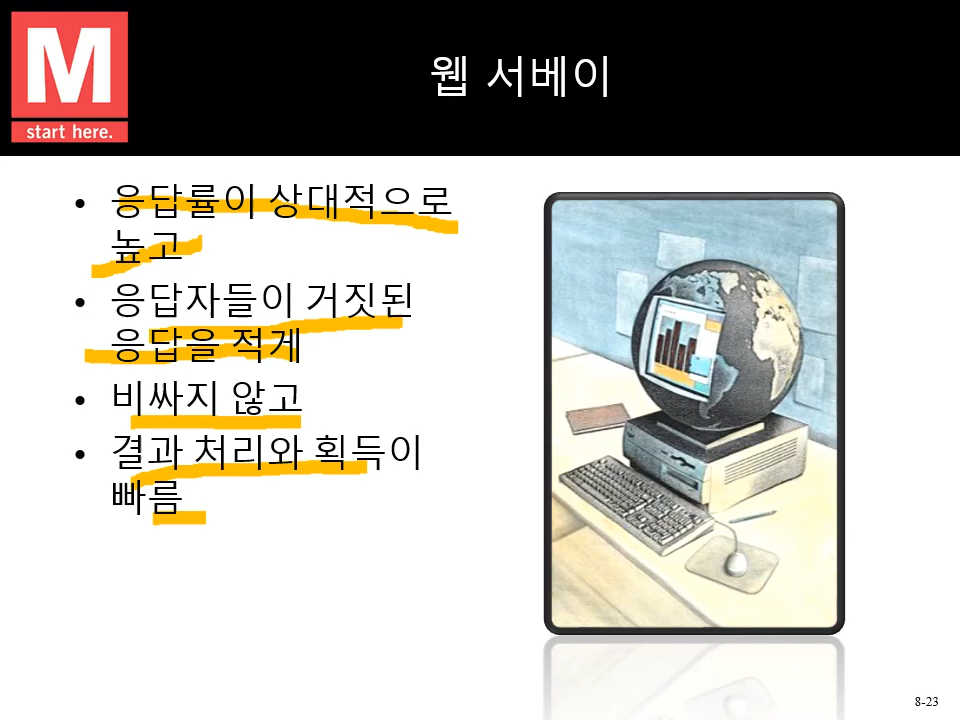 M
start here.
웹 서베이
• 응답률이 상대적으로
높고
• 응답자들이 거짓된
응답을 적게
• 비싸지 않고
• 결과 처리와 획득이
빠름
8-23